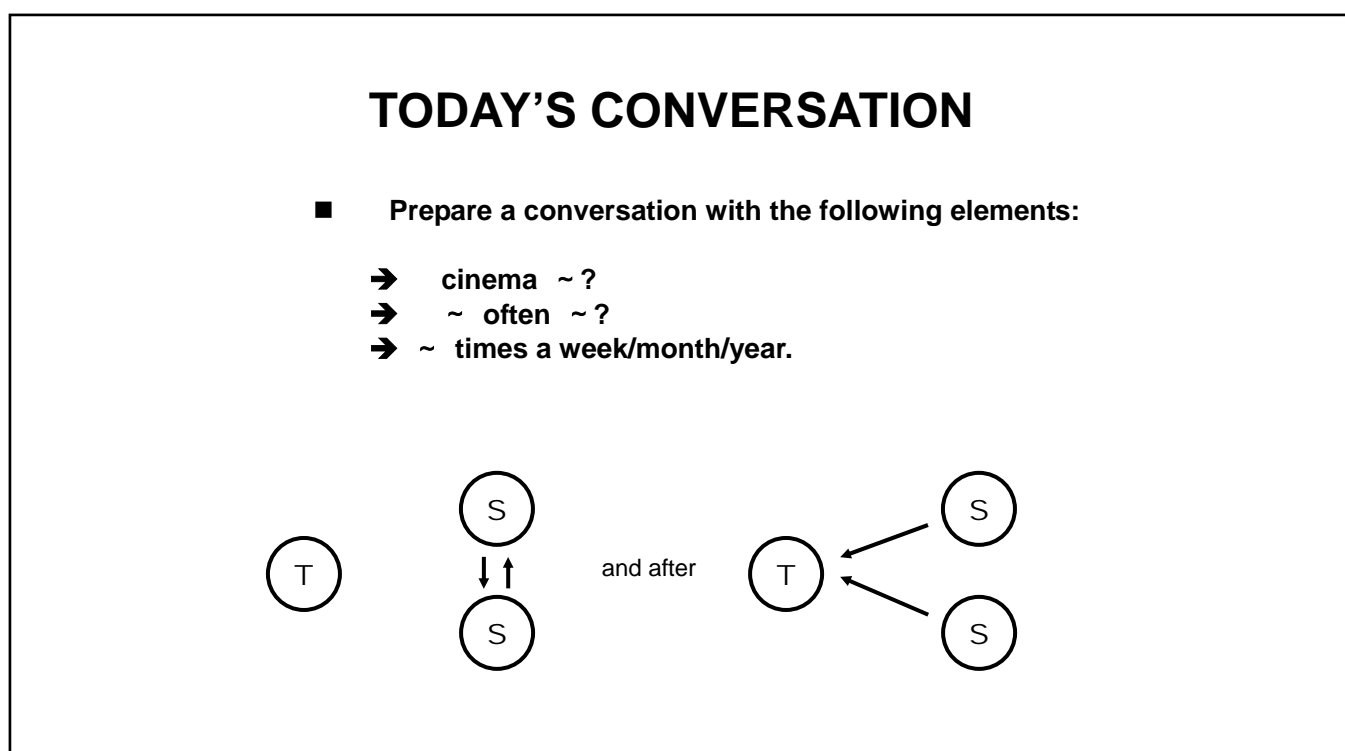 TODAY’S CONVERSATION
■ Prepare a conversation with the following elements:
➔ cinema ~ ?
➔ ~ often ~ ?
➔ ~ times a week/month/year.
S
S
T
and after
T
S
S